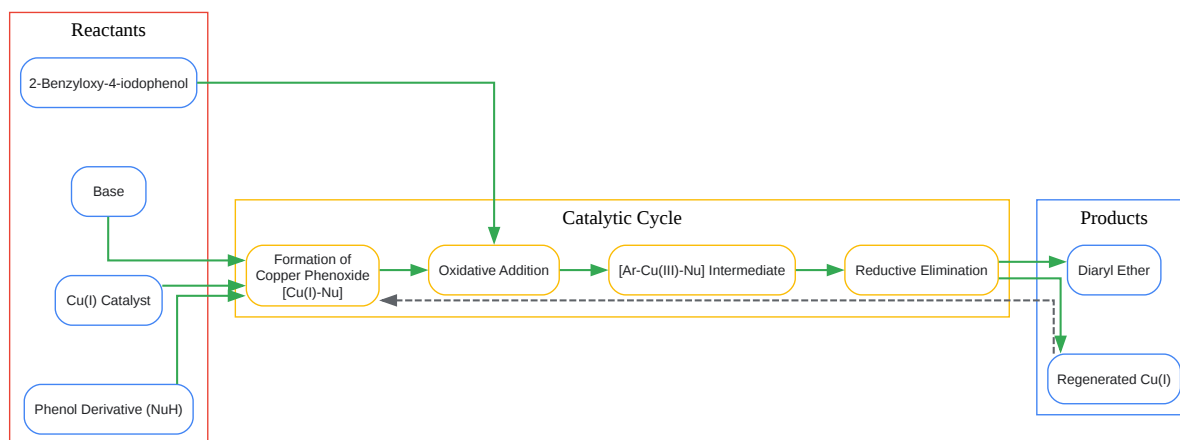 Reactants
2-Benzyloxy-4-iodophenol
Base
Cu(I) Catalyst
Phenol Derivative (NuH)
Catalytic Cycle
Formation of
Copper Phenoxide
[Cu(I)-Nu]
Oxidative Addition
[Ar-Cu(III)-Nu] Intermediate
Reductive Elimination
Products
Diaryl Ether
Regenerated Cu(I)